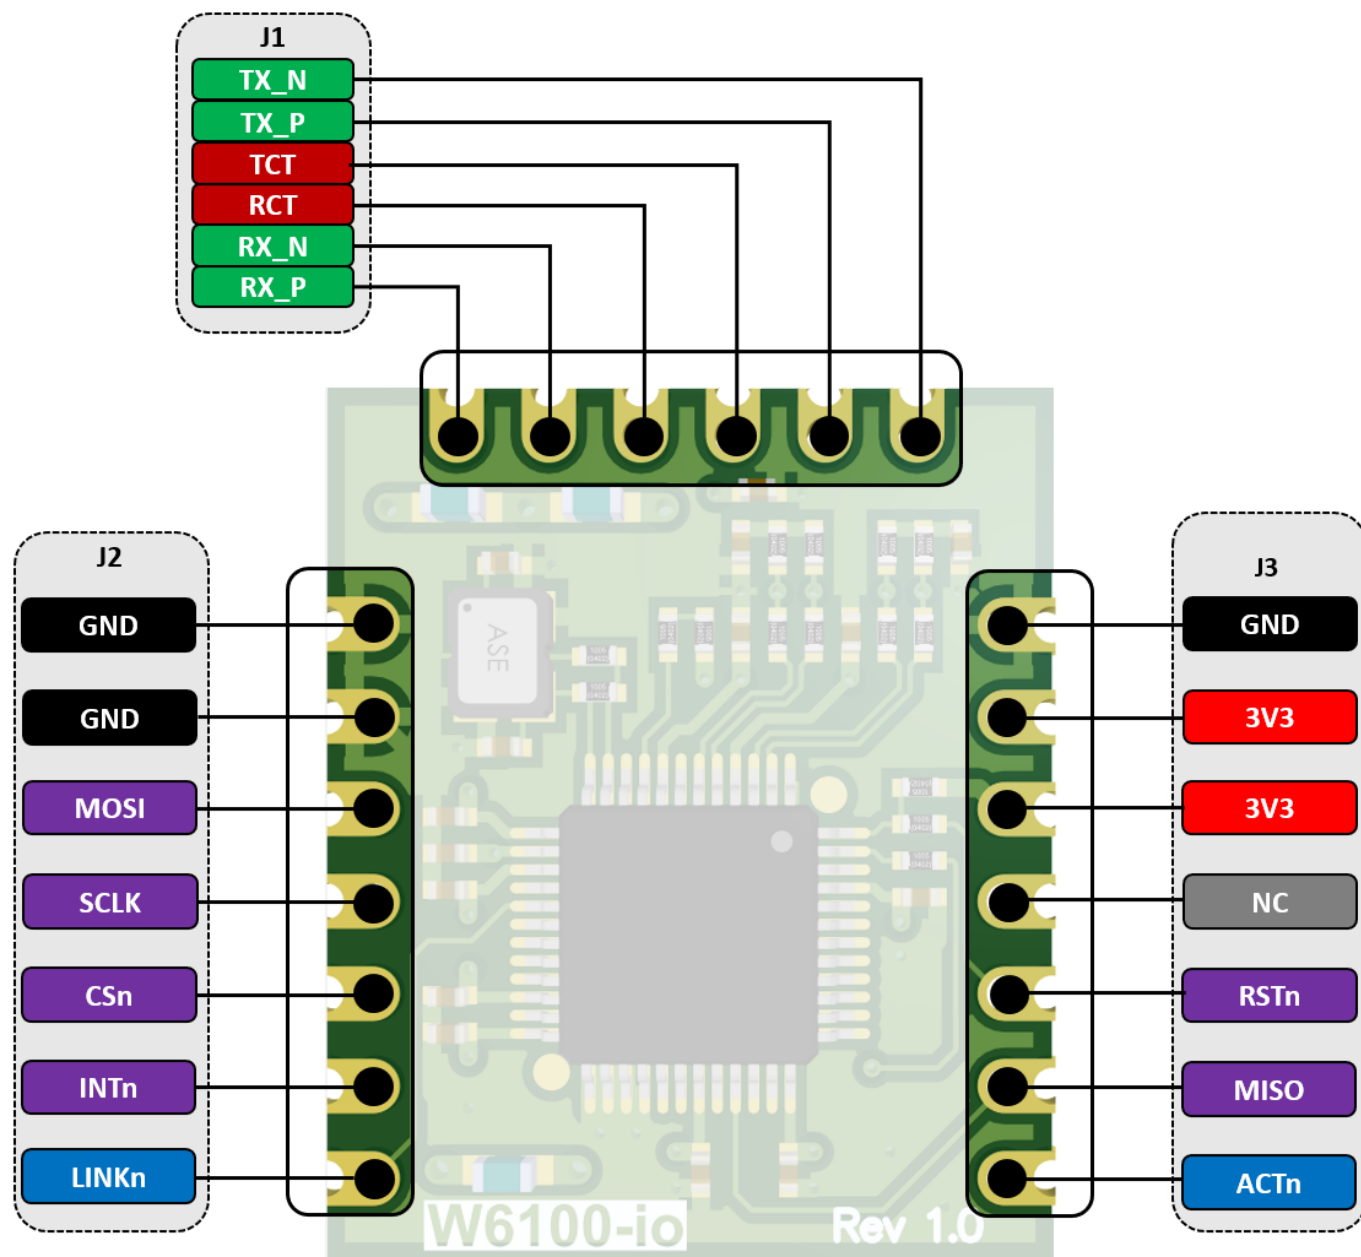 J1
TX_N
TX_P
TCT
RCT
RX_N
RX_P
J2
GND
GND
MOSI
SCLK
CSn
INTn
LINKn
J3
GND
3V3
3V3
NC
RSTn
MISO
ACTn
ASE
W6100-io
Rev 1.0